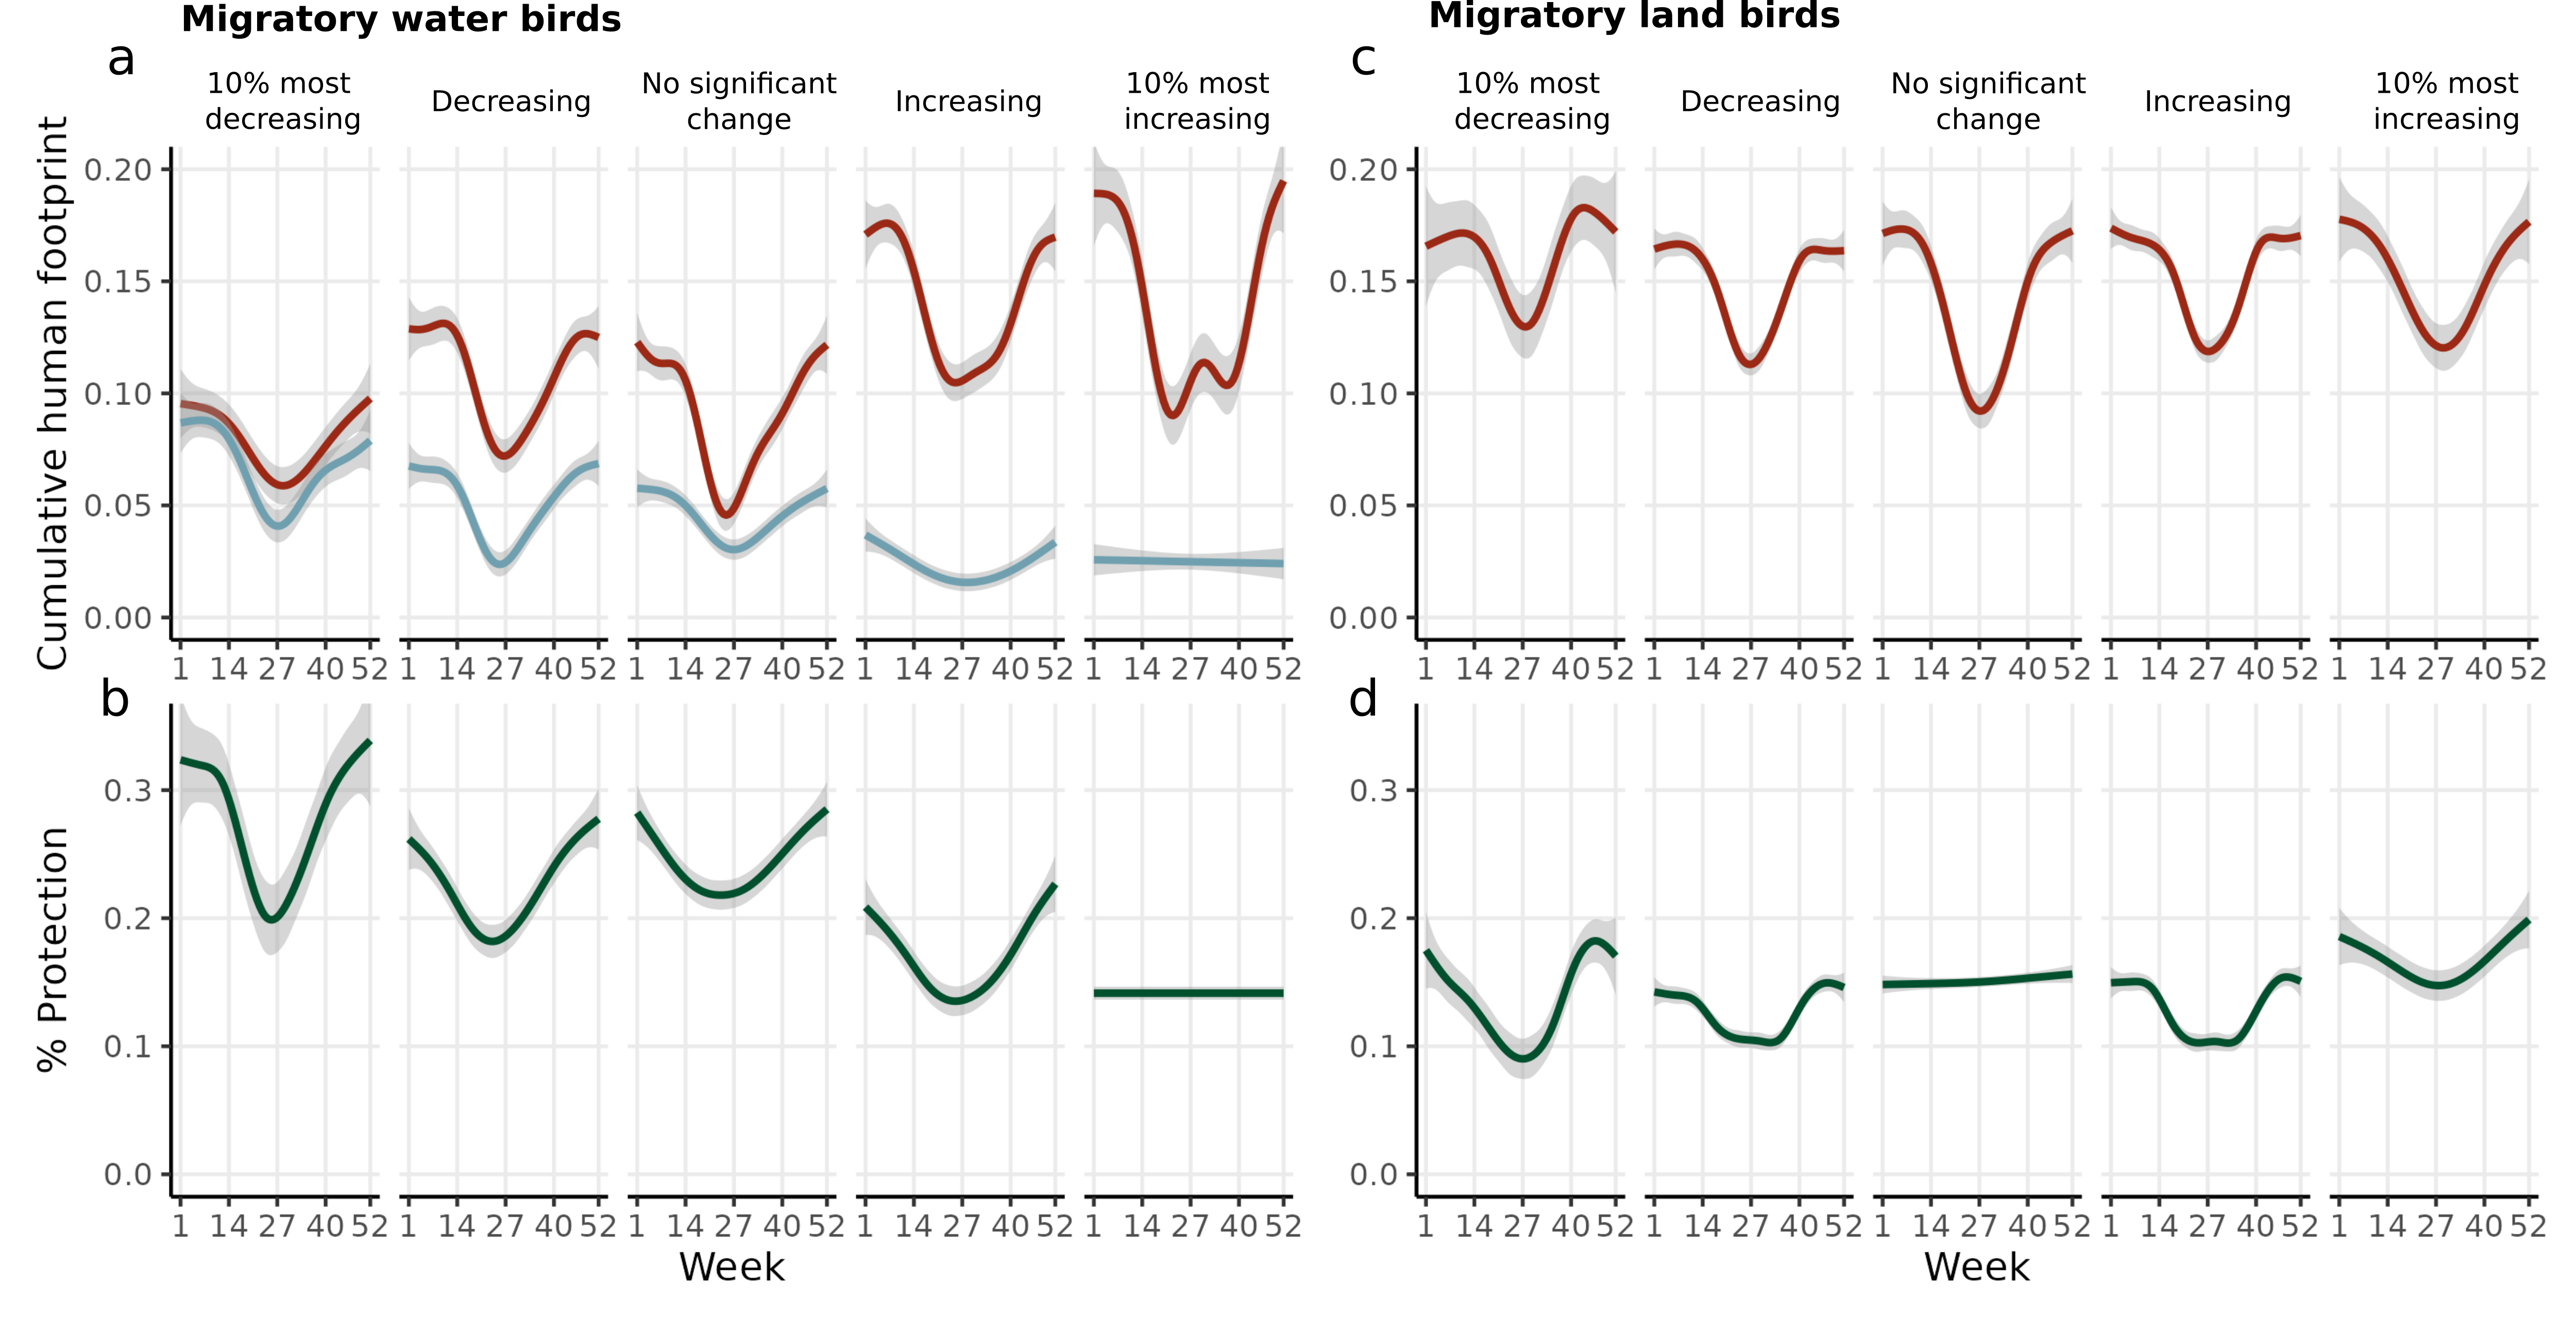 Migratory water birds
a
10% most
decreasing
Decreasing
No significant
change
Increasing
10% most
increasing
Cumulative human footprint
0.20
0.15
0.10
0.05
0.00
1 14 27 40 52
1 14 27 40 52
1 14 27 40 52
1 14 27 40 52
1 14 27 40 52
b
% Protection
0.3
0.2
0.1
0.0
1 14 27 40 52
1 14 27 40 52
1 14 27 40 52
1 14 27 40 52
1 14 27 40 52
Week
Migratory land birds
c
10% most
decreasing
Decreasing
No significant
change
Increasing
10% most
increasing
0.20
0.15
0.10
0.05
0.00
1 14 27 40 52
1 14 27 40 52
1 14 27 40 52
1 14 27 40 52
1 14 27 40 52
d
0.3
0.2
0.1
0.0
1 14 27 40 52
1 14 27 40 52
1 14 27 40 52
1 14 27 40 52
1 14 27 40 52
Week